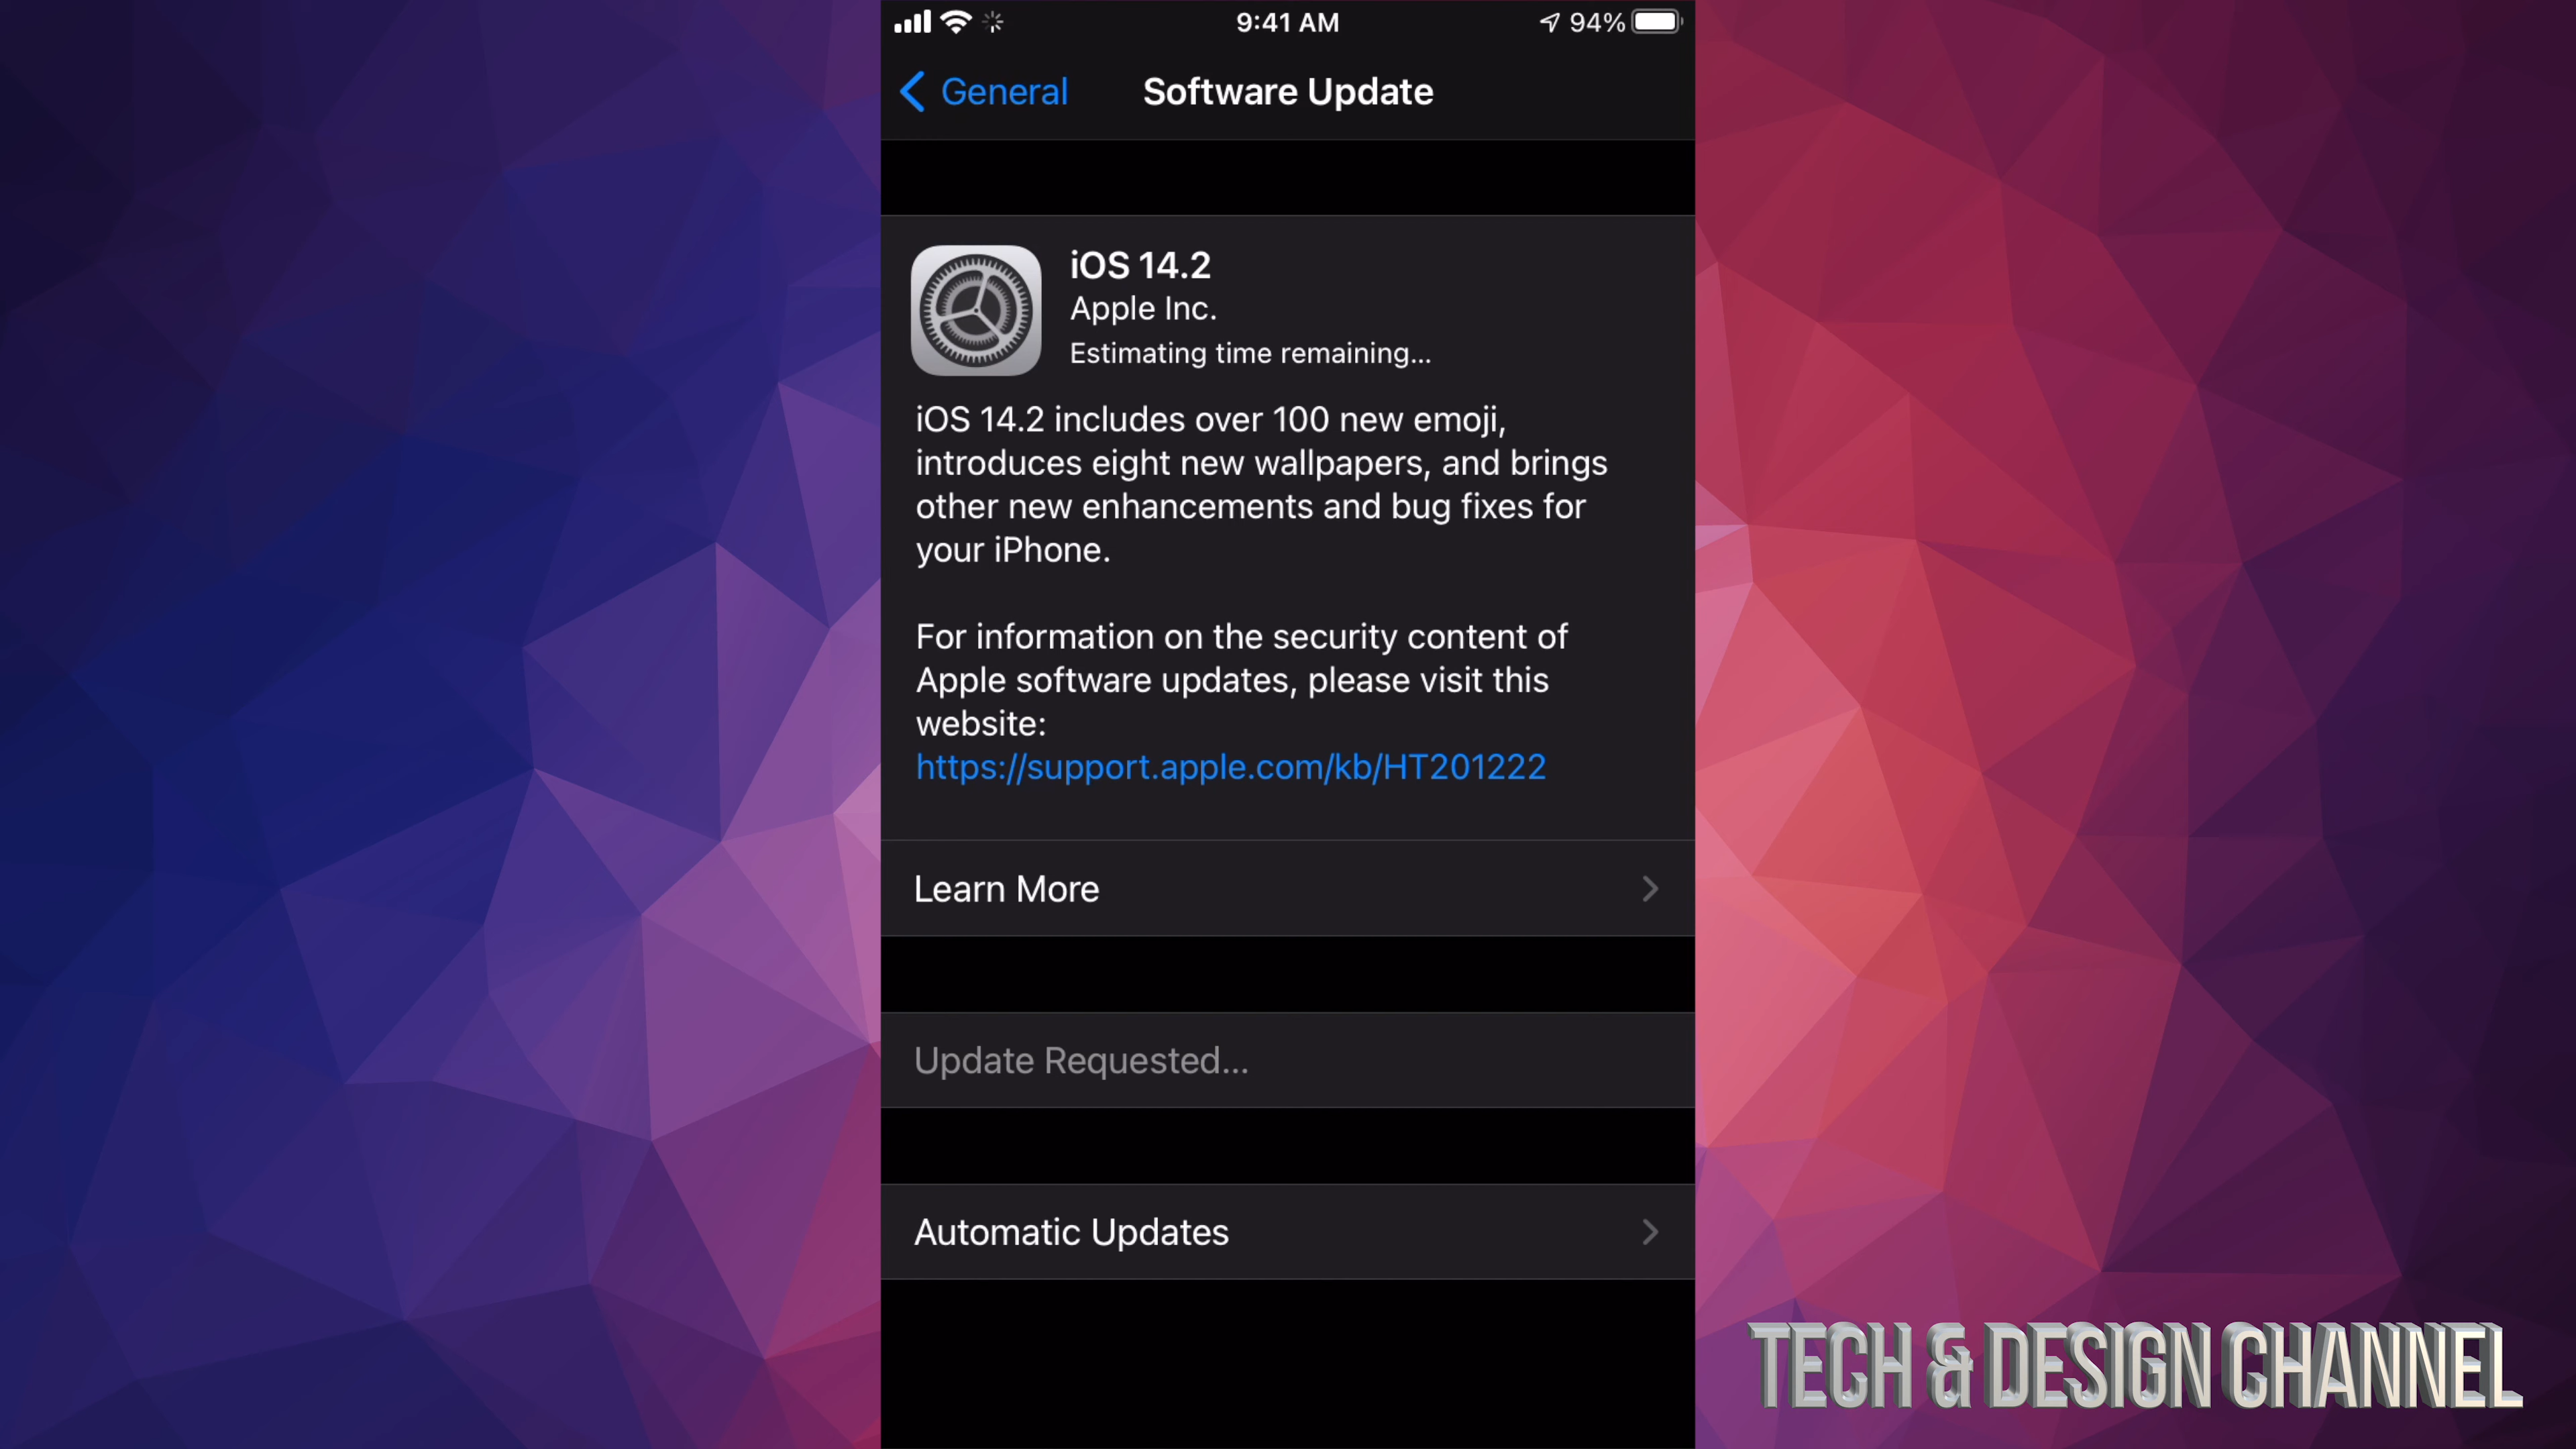 9:41 AM
94%
General
Software Update
iOS 14.2
Apple Inc.
Estimating time remaining...
iOS 14.2 includes over 100 new emoji,
introduces eight new wallpapers, and brings
other new enhancements and bug fixes for
your iPhone.
For information on the security content of
Apple software updates, please visit this
website:
https://support.apple.com/kb/HT201222
Learn More
Update Requested...
Automatic Updates
TECH & DESIGN CHANNEL